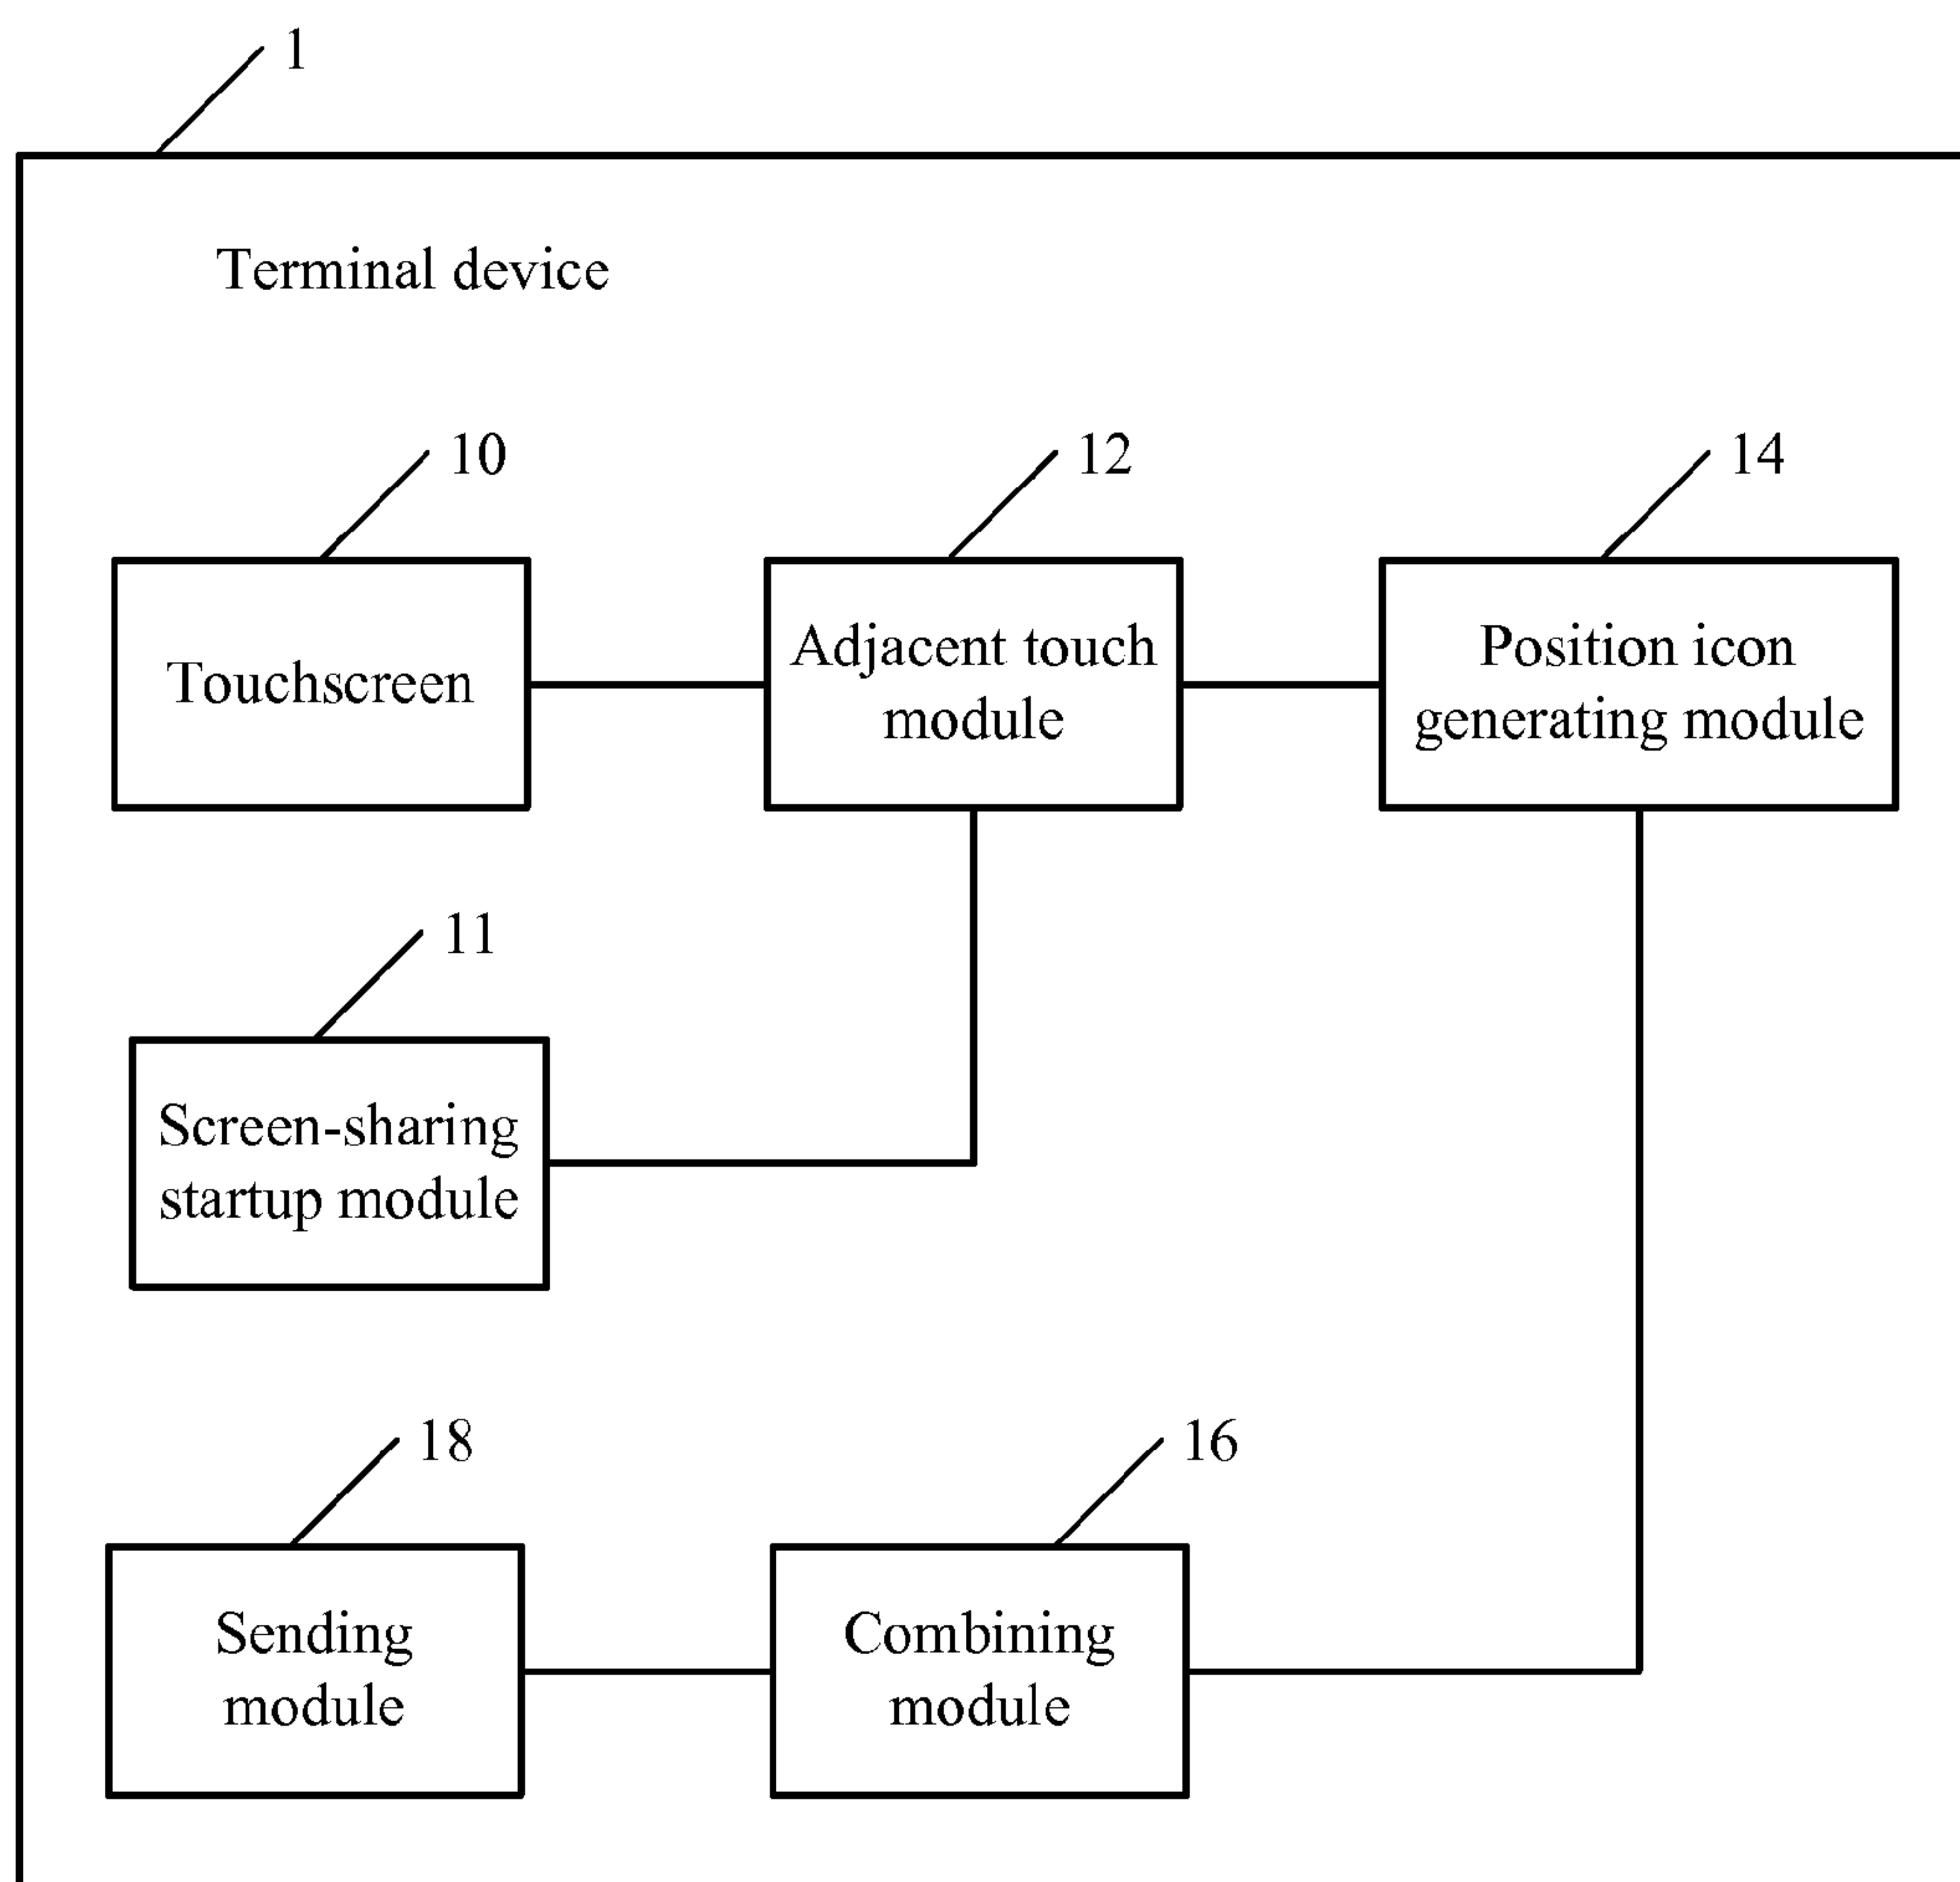 1
Terminal device
10
12
14
Touchscreen
Adjacent touch
module
Position icon
generating module
11
Screen-sharing
startup module
18
16
Sending
module
Combining
module